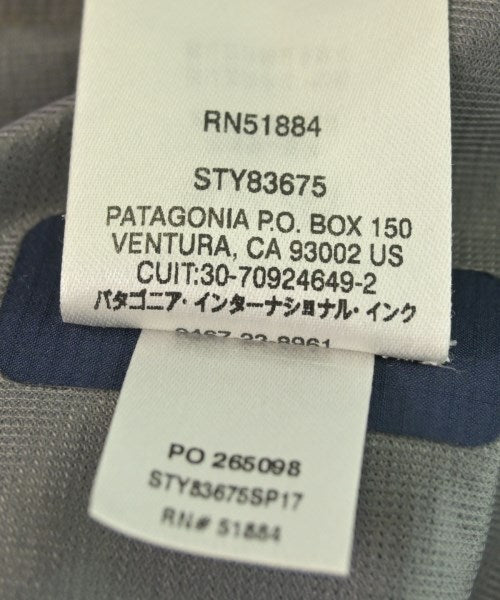 RN51884
STY83675
PATAGONIA P.O. BOX 150
VENTURA, CA 93002 US
CUIT:30-70924649-2
パタゴニア・インターナショナル・インク
PO 265098
STY83675SP17
RN# 51884